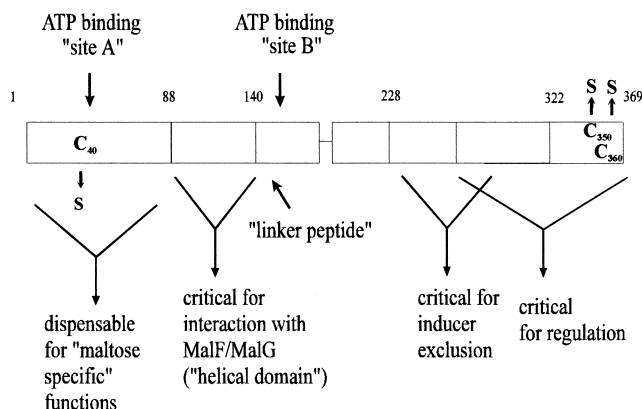 ATP binding
"site A"
ATP binding
"site B"
1
88
140
228
322
S S
369
C40
C350
C360
S
"linker peptide"
dispensable
for "maltose
specific"
functions
critical for
interaction with
MalF/MalG
("helical domain")
critical for
inducer
exclusion
critical
for regulation